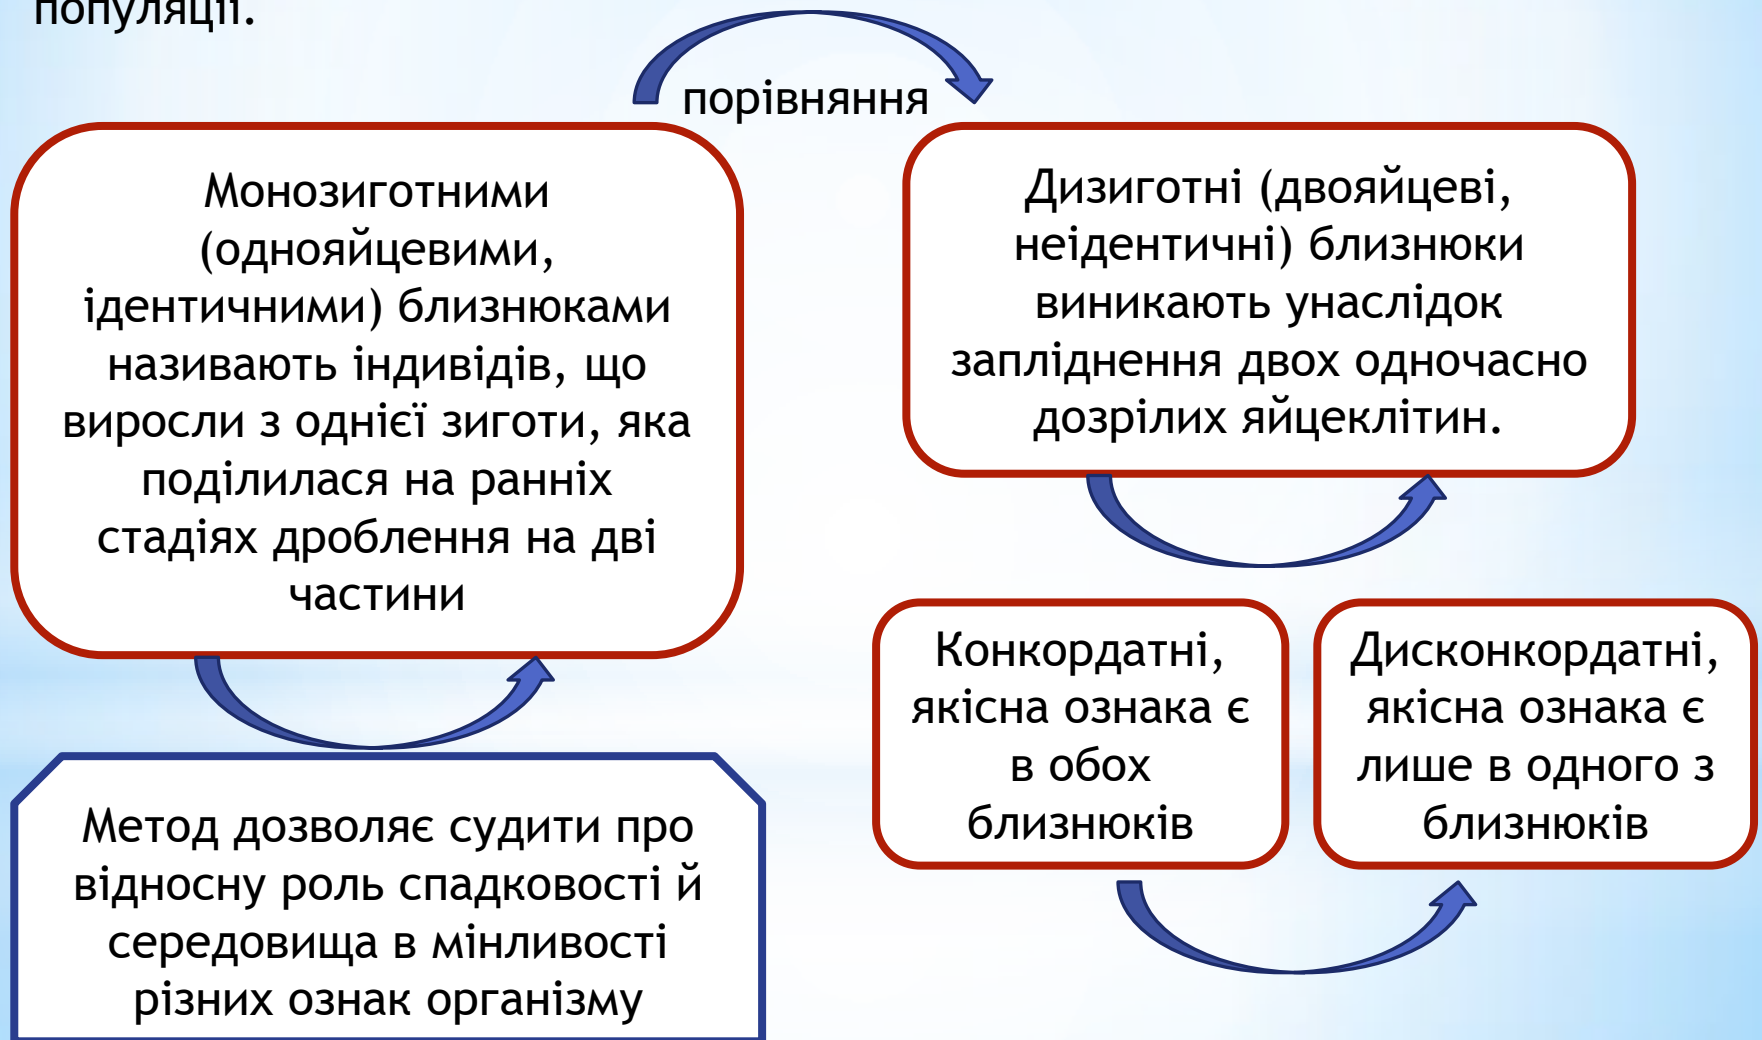 популяції.
порівняння
Монозиготними
(однояйцевими,
ідентичними) близнюками
називають індивідів, що
виросли з однієї зиготи, яка
поділилася на ранніх
стадіях дроблення на дві
частини
Дизиготні (двояйцеві,
неідентичні) близнюки
виникають унаслідок
запліднення двох одночасно
дозрілих яйцеклітин.
Конкордатні,
якісна ознака є
в обох
близнюків
Дисконкордатні,
якісна ознака є
лише в одного з
близнюків
Метод дозволяє судити про
відносну роль спадковості й
середовища в мінливості
різних ознак організму